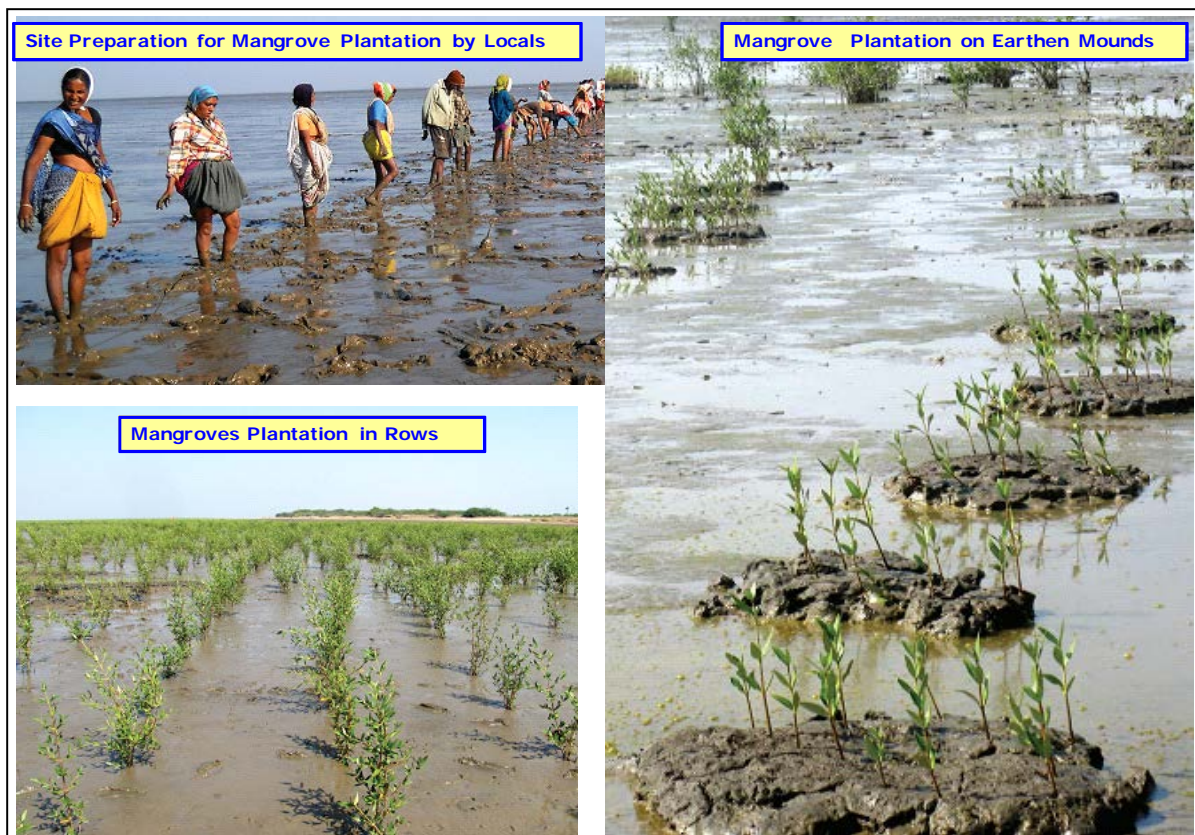 Site Preparation for Mangrove Plantation by Locals
Mangrove Plantation on Earthen Mounds
Mangroves Plantation in Rows